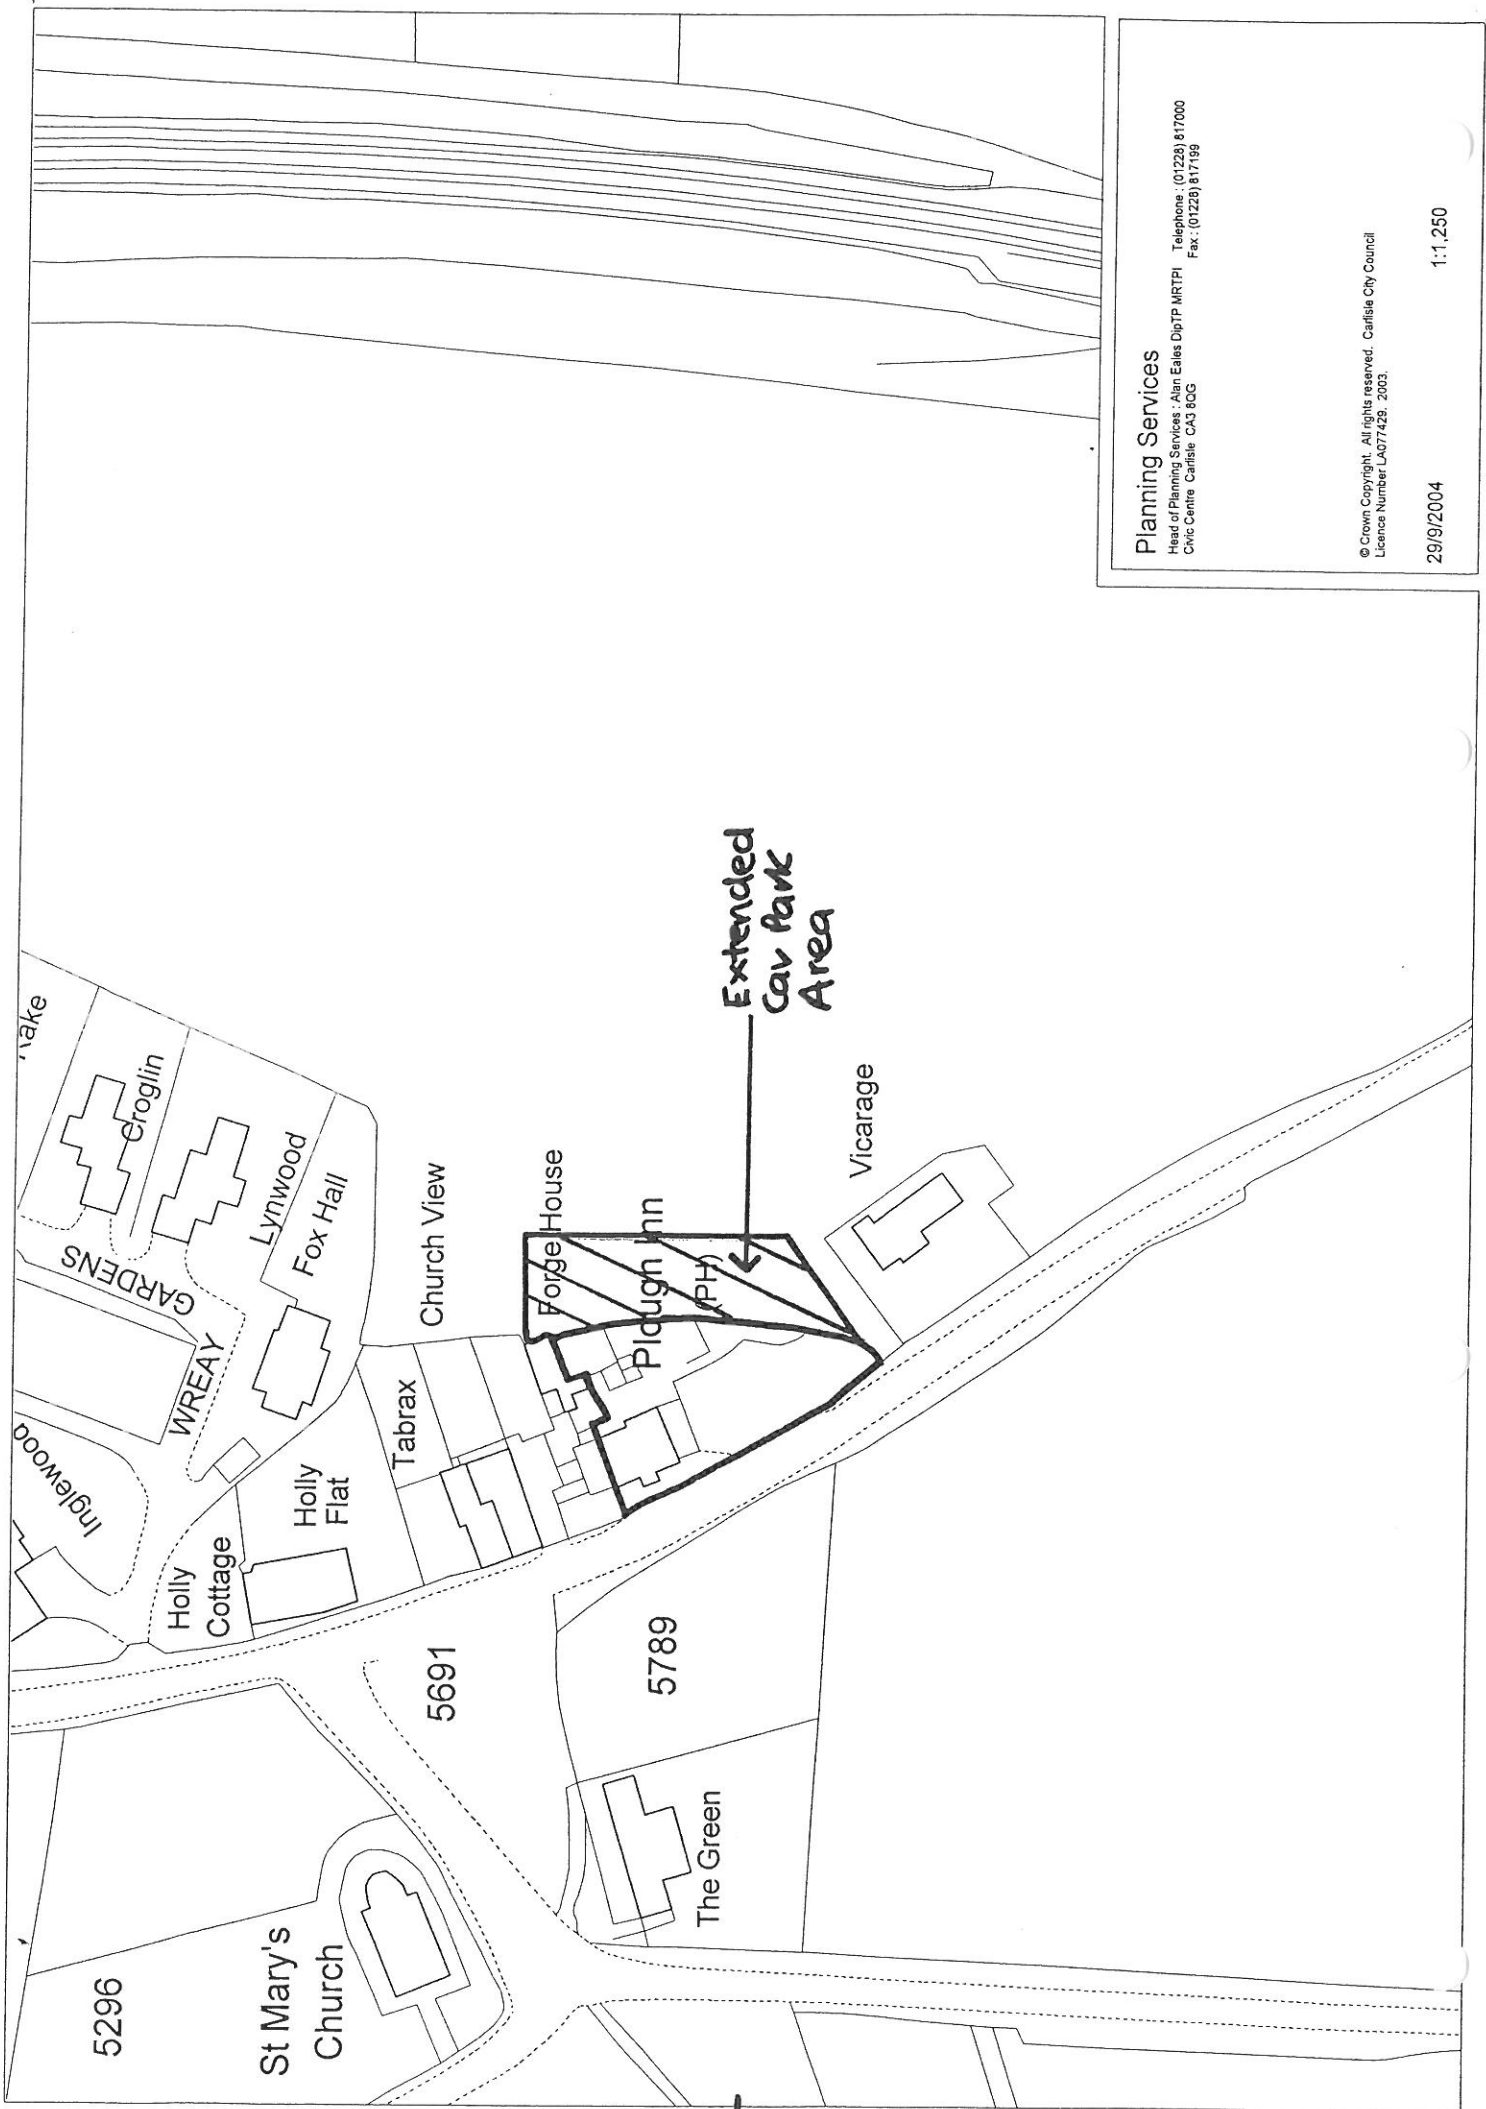 5296
St Mary's
Church
Holly
Cottage
Inglewood
WREAY
GARDENS
Croglin
Lynwood
Fox Hall
Holly
Flat
Tabrax
Church View
5691
Forge House
Plough Inn
(PH)
5789
The Green
Extended
Car Park
Area
Vicarage
Planning Services
Head of Planning Services : Alan Eales DipTP MRTPI Telephone : (01228) 817000
Civic Centre Carlisle CA3 8QG Fax : (01228) 817199
© Crown Copyright. All rights reserved. Carlisle City Council
Licence Number LA077429. 2003.
29/9/2004 1:1,250